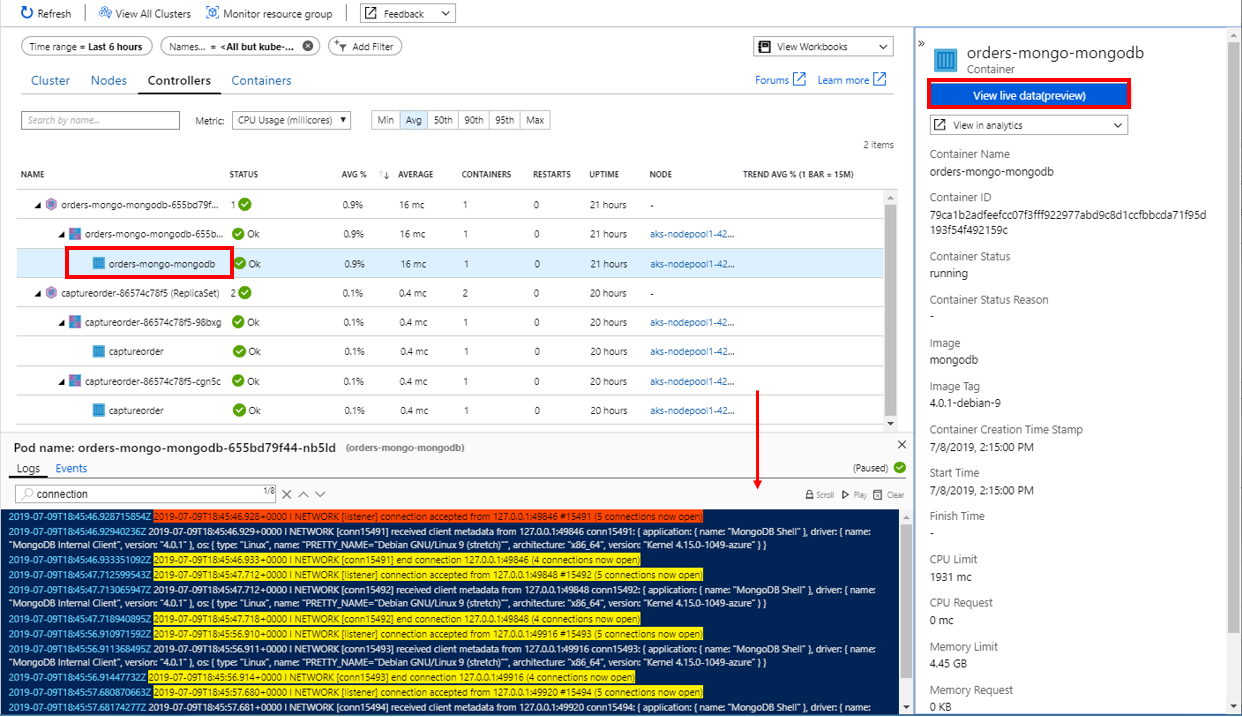 Refresh View All Clusters Monitor resource group Feedback
Time range = Last 6 hours Names... = <All but kube-... Add Filter View Workbooks
Cluster Nodes Controllers Containers Forums Learn more
Search by name... Metric: CPU Usage (millicores) Min Avg 50th 90th 95th Max
2 items
NAME STATUS AVG % AVERAGE CONTAINERS RESTARTS UPTIME NODE TREND AVG % (1 BAR = 15M)
orders-mongo-mongodb-655bd79f... 1 0.9% 16 mc 1 0 21 hours -
orders-mongo-mongodb-655b... Ok 0.9% 16 mc 1 0 21 hours aks-nodepool1-42...
orders-mongo-mongodb Ok 0.9% 16 mc 1 0 21 hours aks-nodepool1-42...
captureorder-86574c78f5 (ReplicaSet) 2 0.1% 0.4 mc 2 0 20 hours -
captureorder-86574c78f5-98bxg Ok 0.1% 0.4 mc 1 0 20 hours aks-nodepool1-42...
captureorder Ok 0.1% 0.4 mc 1 0 20 hours aks-nodepool1-42...
captureorder-86574c78f5-cgn5c Ok 0.1% 0.4 mc 1 0 20 hours aks-nodepool1-42...
captureorder Ok 0.1% 0.4 mc 1 0 20 hours aks-nodepool1-42...
Pod name: orders-mongo-mongodb-655bd79f44-nb5ld (orders-mongo-mongodb)
Logs Events (Paused)
connection 1/8 Scroll Play Clear
2019-07-09T18:45:46.928715854Z 2019-07-09T18:45:46.928+0000 I NETWORK [listener] connection accepted from 127.0.0.1:49846 #15491 (5 connections now open)
2019-07-09T18:45:46.92940236Z 2019-07-09T18:45:46.929+0000 I NETWORK [conn15491] received client metadata from 127.0.0.1:49846 conn15491: { application: { name: "MongoDB Shell" }, driver: { name:
"MongoDB Internal Client", version: "4.0.1" }, os: { type: "Linux", name: "PRETTY_NAME="Debian GNU/Linux 9 (stretch)"", architecture: "x86_64", version: "Kernel 4.15.0-1049-azure" } }
2019-07-09T18:45:46.933351092Z 2019-07-09T18:45:46.933+0000 I NETWORK [conn15491] end connection 127.0.0.1:49846 (4 connections now open)
2019-07-09T18:45:47.712599543Z 2019-07-09T18:45:47.712+0000 I NETWORK [listener] connection accepted from 127.0.0.1:49848 #15492 (5 connections now open)
2019-07-09T18:45:47.713065947Z 2019-07-09T18:45:47.712+0000 I NETWORK [conn15492] received client metadata from 127.0.0.1:49848 conn15492: { application: { name: "MongoDB Shell" }, driver: { name:
"MongoDB Internal Client", version: "4.0.1" }, os: { type: "Linux", name: "PRETTY_NAME="Debian GNU/Linux 9 (stretch)"", architecture: "x86_64", version: "Kernel 4.15.0-1049-azure" } }
2019-07-09T18:45:47.718940895Z 2019-07-09T18:45:47.718+0000 I NETWORK [conn15492] end connection 127.0.0.1:49848 (4 connections now open)
2019-07-09T18:45:56.910971592Z 2019-07-09T18:45:56.910+0000 I NETWORK [listener] connection accepted from 127.0.0.1:49916 #15493 (5 connections now open)
2019-07-09T18:45:56.911368495Z 2019-07-09T18:45:56.911+0000 I NETWORK [conn15493] received client metadata from 127.0.0.1:49916 conn15493: { application: { name: "MongoDB Shell" }, driver: { name:
"MongoDB Internal Client", version: "4.0.1" }, os: { type: "Linux", name: "PRETTY_NAME="Debian GNU/Linux 9 (stretch)"", architecture: "x86_64", version: "Kernel 4.15.0-1049-azure" } }
2019-07-09T18:45:56.91447732Z 2019-07-09T18:45:56.914+0000 I NETWORK [conn15493] end connection 127.0.0.1:49916 (4 connections now open)
2019-07-09T18:45:57.680870663Z 2019-07-09T18:45:57.680+0000 I NETWORK [listener] connection accepted from 127.0.0.1:49920 #15494 (5 connections now open)
2019-07-09T18:45:57.68174277Z 2019-07-09T18:45:57.681+0000 I NETWORK [conn15494] received client metadata from 127.0.0.1:49920 conn15494: { application: { name: "MongoDB Shell" }, driver: { name:
orders-mongo-mongodb
Container
View live data(preview)
View in analytics
Container Name
orders-mongo-mongodb
Container ID
79ca1b2adfeefcc07f3fff922977abd9c8d1ccfbbcda71f95d
193f54f492159c
Container Status
running
Container Status Reason
-
Image
mongodb
Image Tag
4.0.1-debian-9
Container Creation Time Stamp
7/8/2019, 2:15:00 PM
Start Time
7/8/2019, 2:15:00 PM
Finish Time
-
CPU Limit
1931 mc
CPU Request
0 mc
Memory Limit
4.45 GB
Memory Request
0 KB